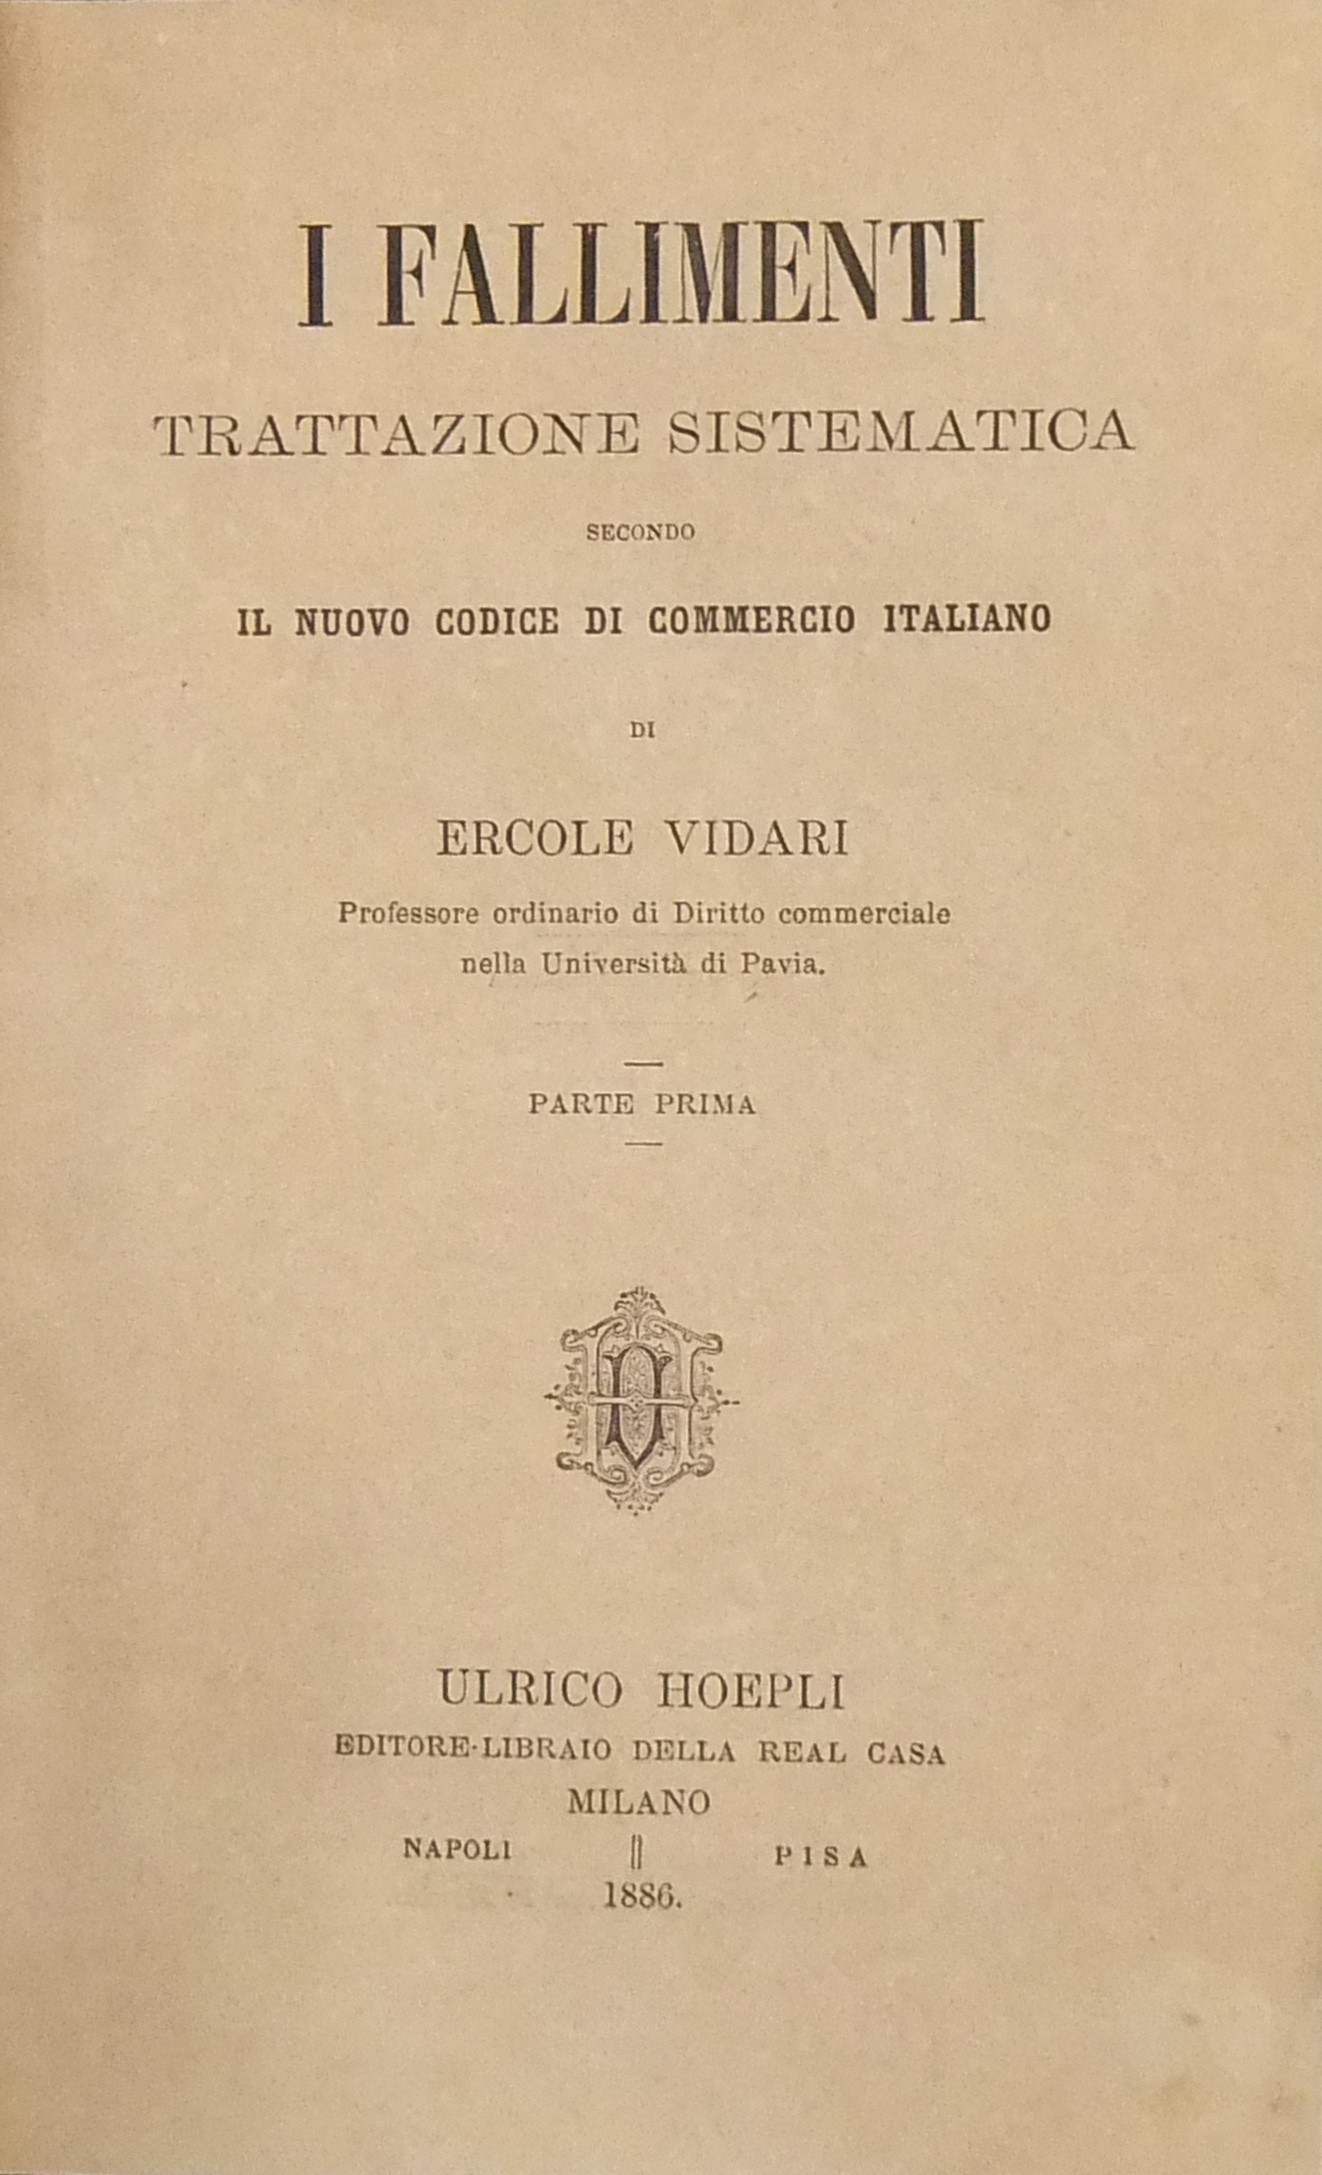 I FALLIMENTI
TRATTAZIONE SISTEMATICA
SECONDO
IL NUOVO CODICE DI COMMERCIO ITALIANO
DI
ERCOLE VIDARI
Professore ordinario di Diritto commerciale
nella Università di Pavia.
PARTE PRIMA
ULRICO HOEPLI
EDITORE-LIBRAIO DELLA REAL CASA
MILANO
NAPOLI || PISA
1886.